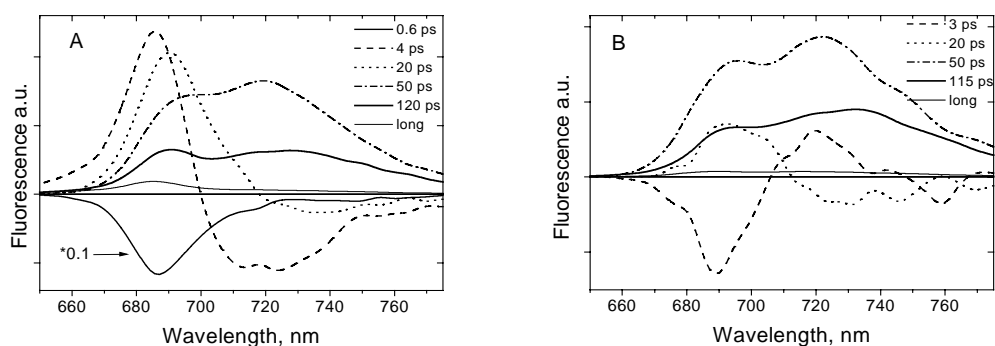 A
0.6 ps
4 ps
20 ps
50 ps
120 ps
long
*0.1
Fluorescence a.u.
660 680 700 720 740 760
Wavelength, nm
B
3 ps
20 ps
50 ps
115 ps
long
Fluorescence a.u.
660 680 700 720 740 760
Wavelength, nm